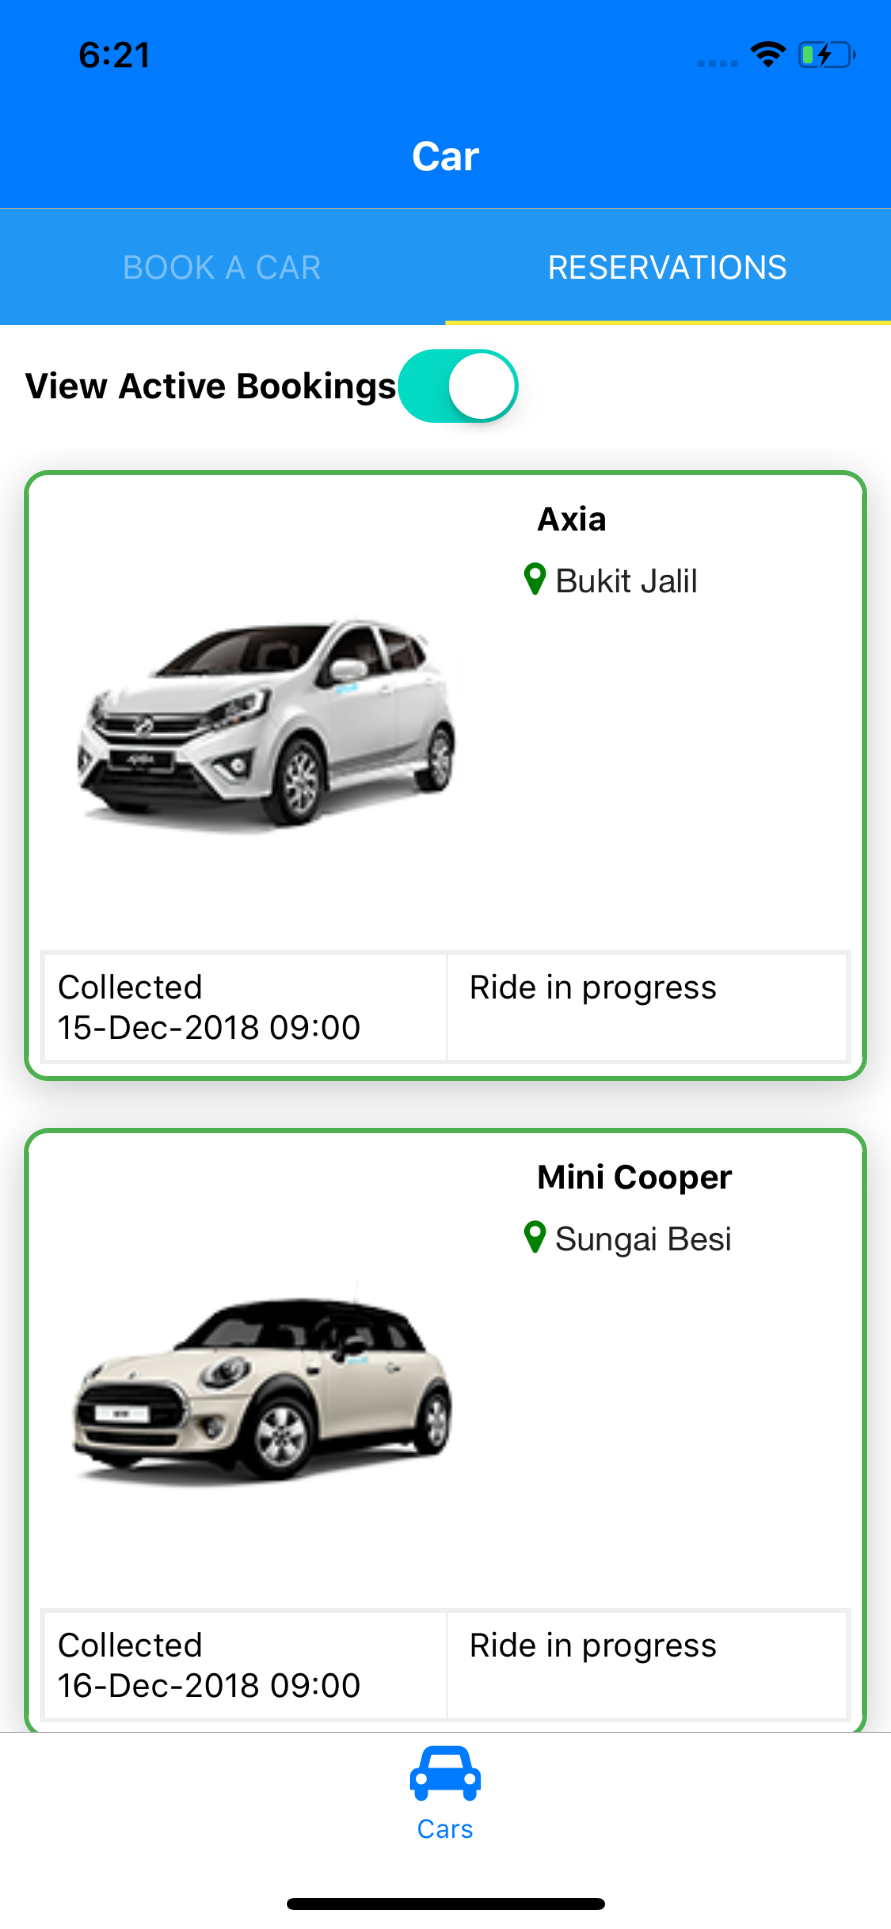 6:21
Car
BOOK A CAR
RESERVATIONS
View Active Bookings
Axia
Bukit Jalil
Collected
15-Dec-2018 09:00
Ride in progress
Mini Cooper
Sungai Besi
Collected
16-Dec-2018 09:00
Ride in progress
Cars